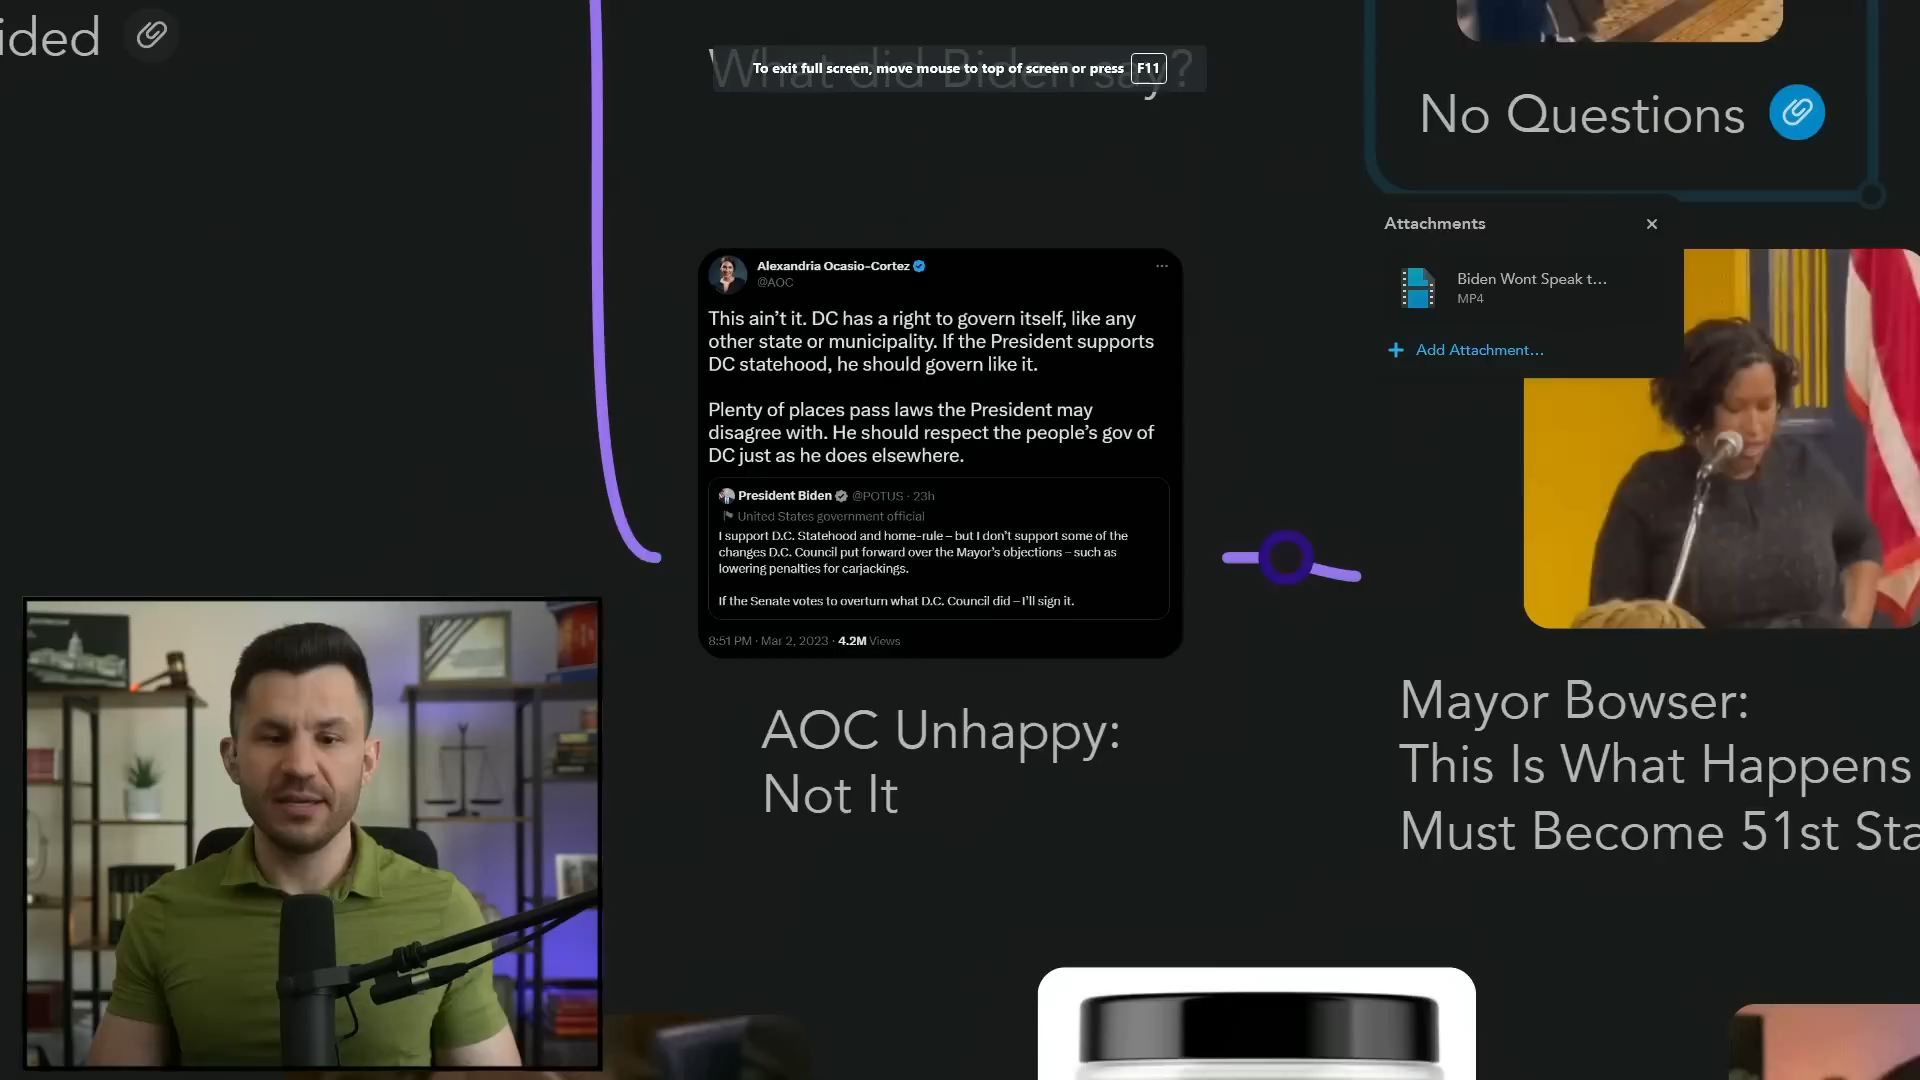 ided
What did Biden say?
To exit full screen, move mouse to top of screen or press F11
No Questions
Attachments
Biden Wont Speak t...
MP4
Add Attachment...
Alexandria Ocasio-Cortez
@AOC
This ain’t it. DC has a right to govern itself, like any
other state or municipality. If the President supports
DC statehood, he should govern like it.
Plenty of places pass laws the President may
disagree with. He should respect the people’s gov of
DC just as he does elsewhere.
President Biden @POTUS · 23h
United States government official
I support D.C. Statehood and home-rule – but I don’t support some of the
changes D.C. Council put forward over the Mayor’s objections – such as
lowering penalties for carjackings.
If the Senate votes to overturn what D.C. Council did – I’ll sign it.
8:51 PM · Mar 2, 2023 · 4.2M Views
AOC Unhappy:
Not It
Mayor Bowser:
This Is What Happens
Must Become 51st Sta